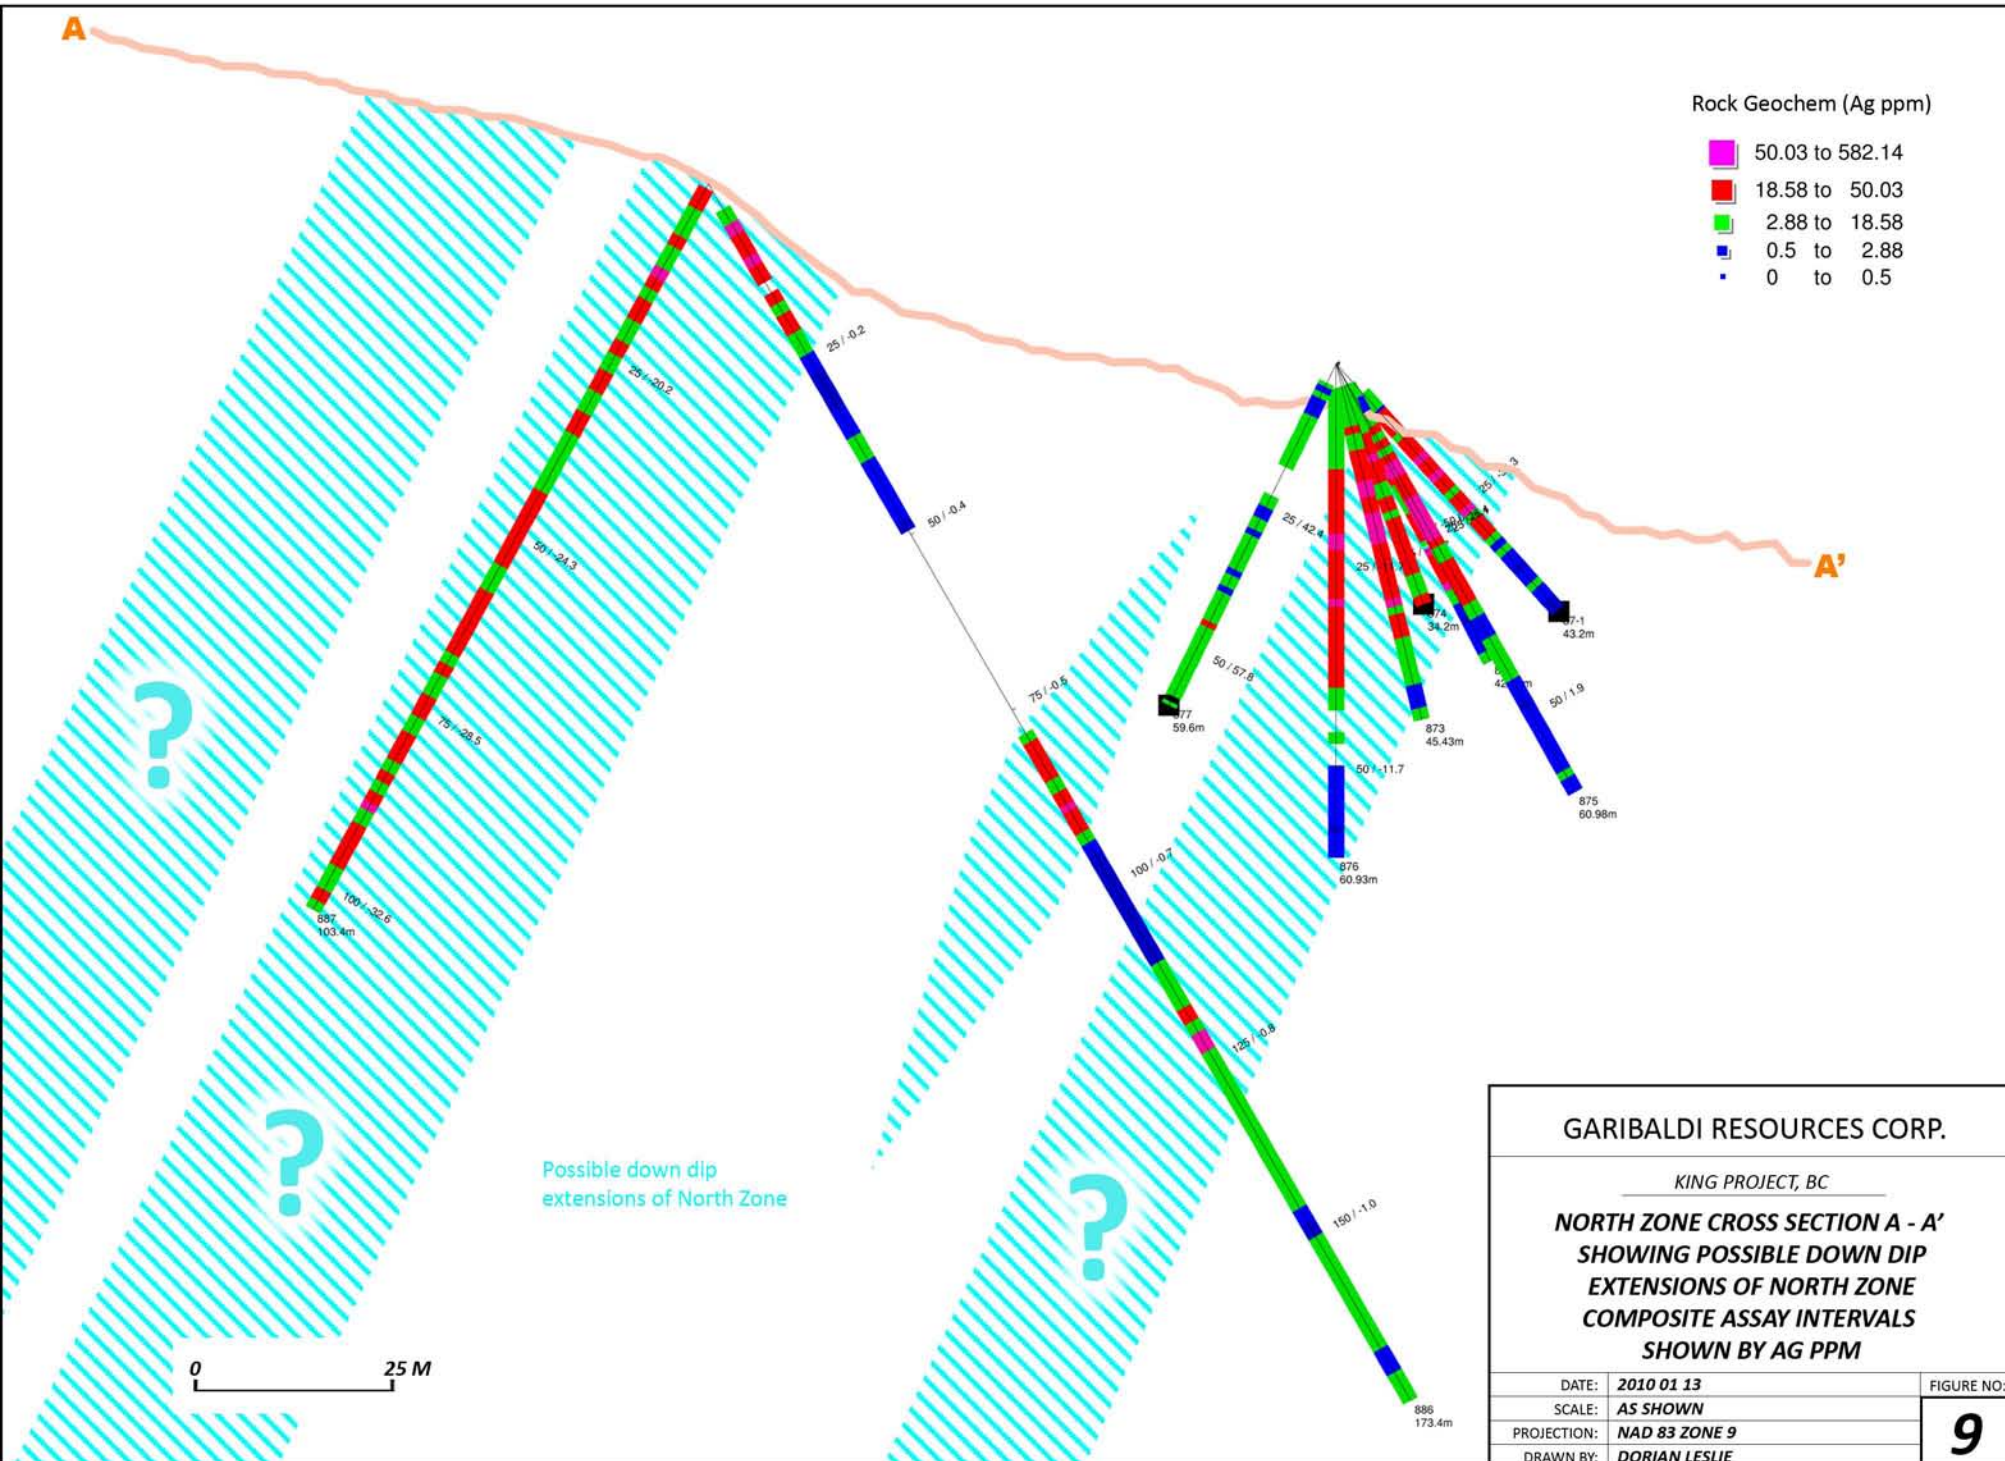 A
Rock Geochem (Ag ppm)
50.03 to 582.14
18.58 to 50.03
2.88 to 18.58
0.5 to 2.88
0 to 0.5
25 / -0.2
25 / -20.2
50 / -0.4
50 / -24.3
25 / 42.4
A'
874
34.2m
43.2m
50 / 57.8
75 / -0.5
50 / 1.9
?
75 / -28.5
59.6m
873
45.43m
50 / -11.7
875
60.98m
100 / -0.7
876
60.93m
100 / -32.6
887
103.4m
125 / -0.8
?
Possible down dip
extensions of North Zone
?
150 / -1.0
0 25 M
886
173.4m
GARIBALDI RESOURCES CORP.
KING PROJECT, BC
NORTH ZONE CROSS SECTION A - A'
SHOWING POSSIBLE DOWN DIP
EXTENSIONS OF NORTH ZONE
COMPOSITE ASSAY INTERVALS
SHOWN BY AG PPM
DATE: 2010 01 13
FIGURE NO:
SCALE: AS SHOWN
9
PROJECTION: NAD 83 ZONE 9
DRAWN BY: DORIAN LESLIE